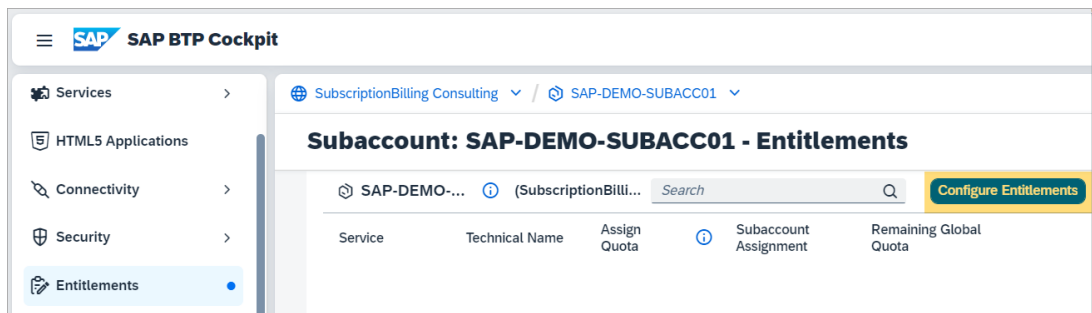 SAP SAP BTP Cockpit
Services
HTML5 Applications
Connectivity
Security
Entitlements
SubscriptionBilling Consulting / SAP-DEMO-SUBACC01
Subaccount: SAP-DEMO-SUBACC01 - Entitlements
SAP-DEMO-... (SubscriptionBilli... Search Configure Entitlements
Service Technical Name Assign Quota Subaccount Assignment Remaining Global Quota